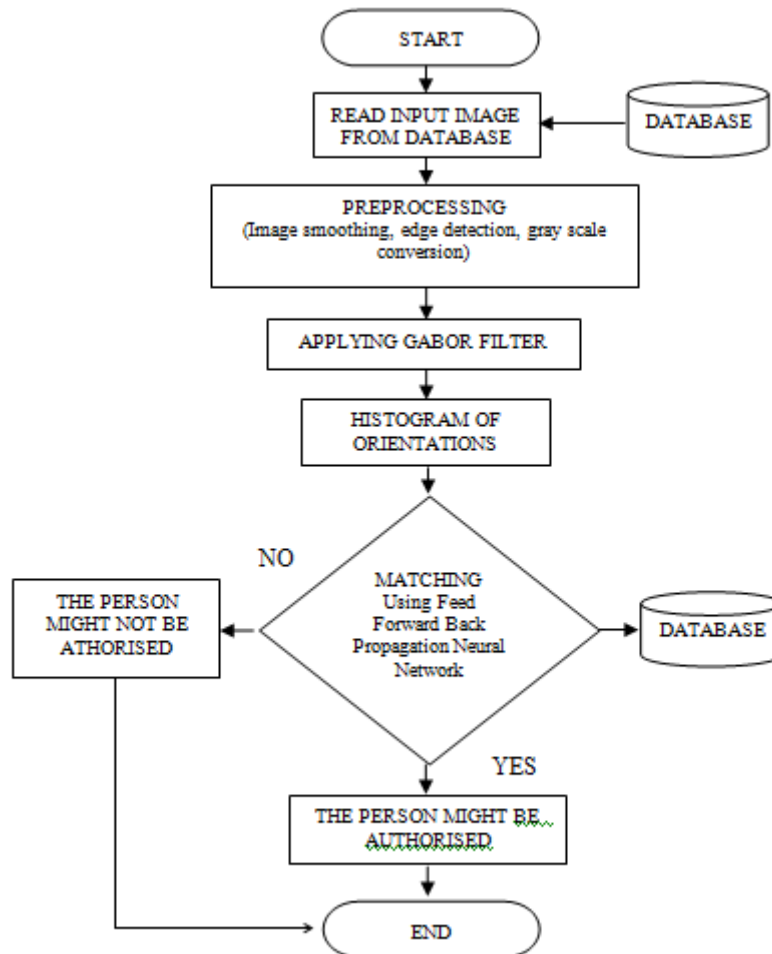 START
READ INPUT IMAGE
FROM DATABASE
DATABASE
PREPROCESSING
(Image smoothing, edge detection, gray scale
conversion)
APPLYING GABOR FILTER
HISTOGRAM OF
ORIENTATIONS
NO
MATCHING
Using Feed
Forward Back
Propagation Neural
Network
THE PERSON
MIGHT NOT BE
ATHORISED
DATABASE
YES
THE PERSON MIGHT BE
AUTHORISED
END